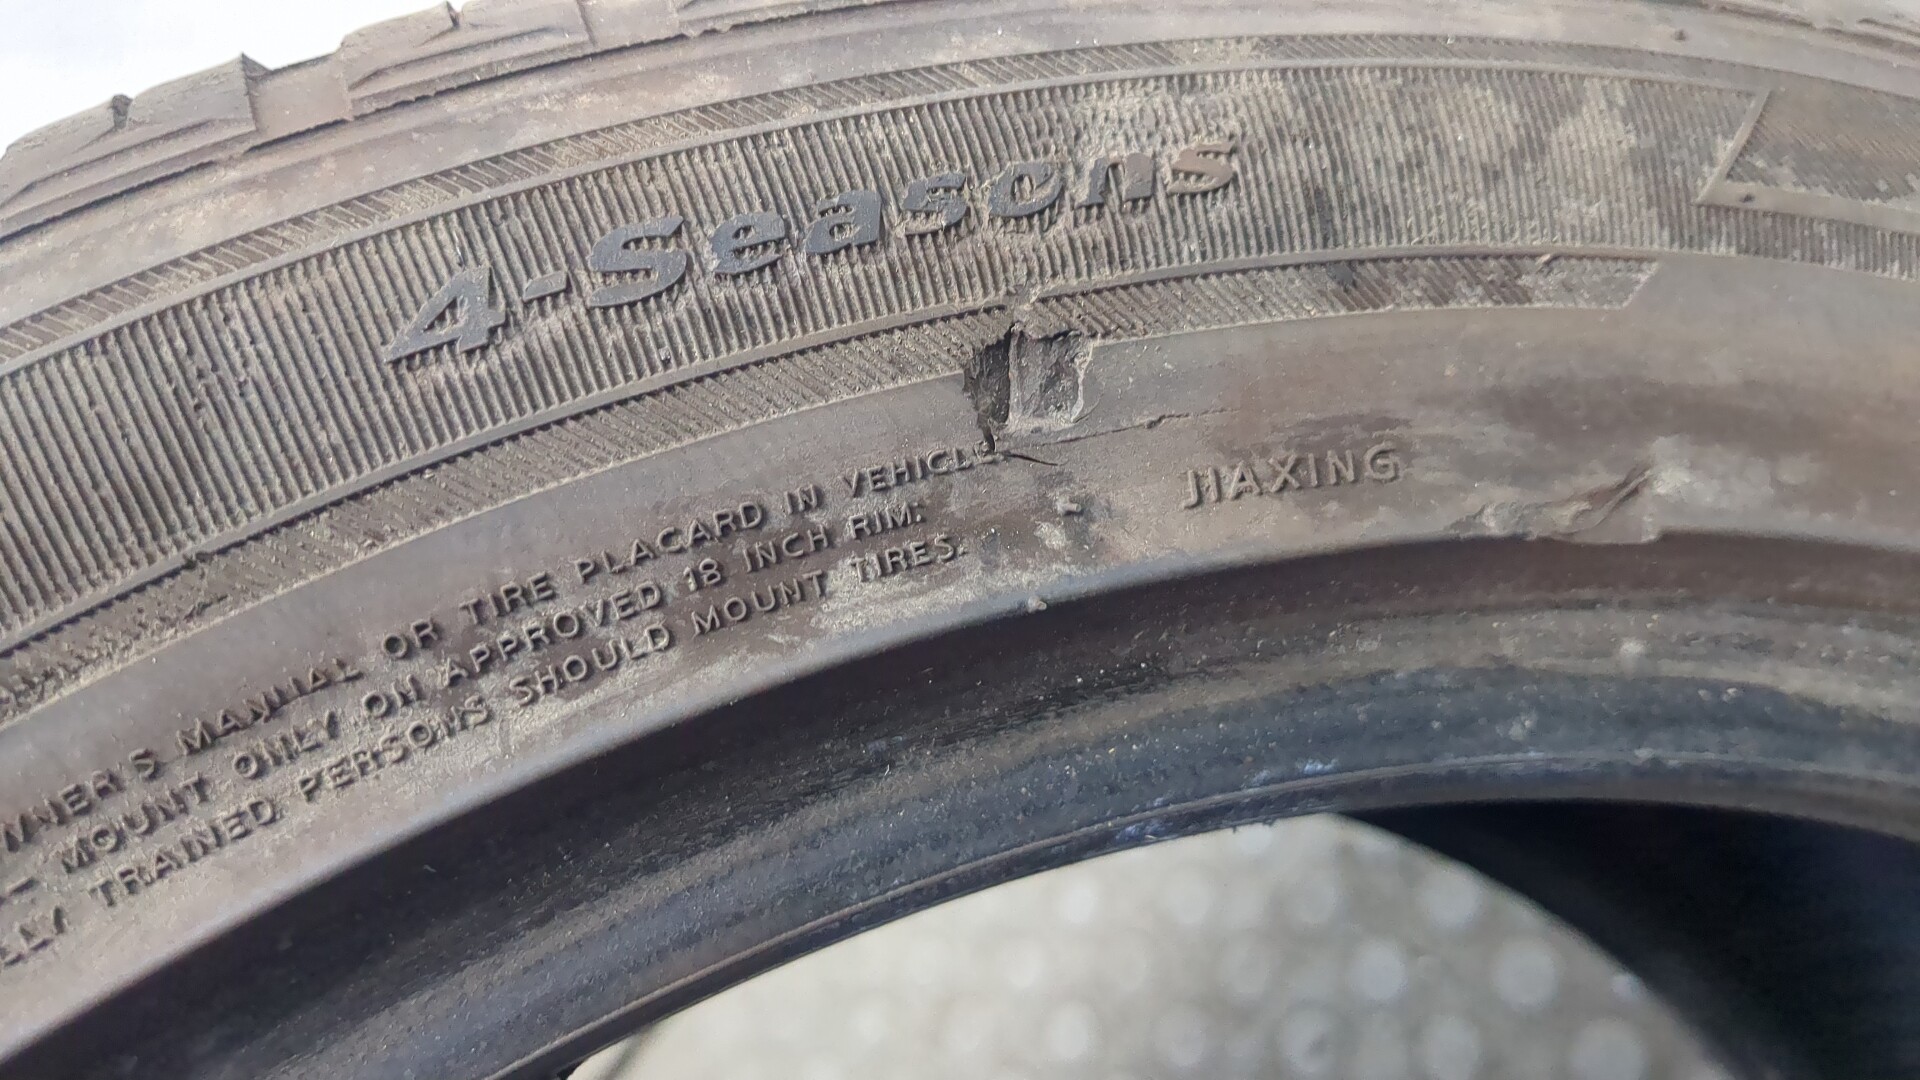 4-Seasons
OWNER'S MANUAL OR TIRE PLACARD IN VEHICLE
- MOUNT ONLY ON APPROVED 18 INCH RIM.
TRAINED PERSONS SHOULD MOUNT TIRES.
- JIAXING